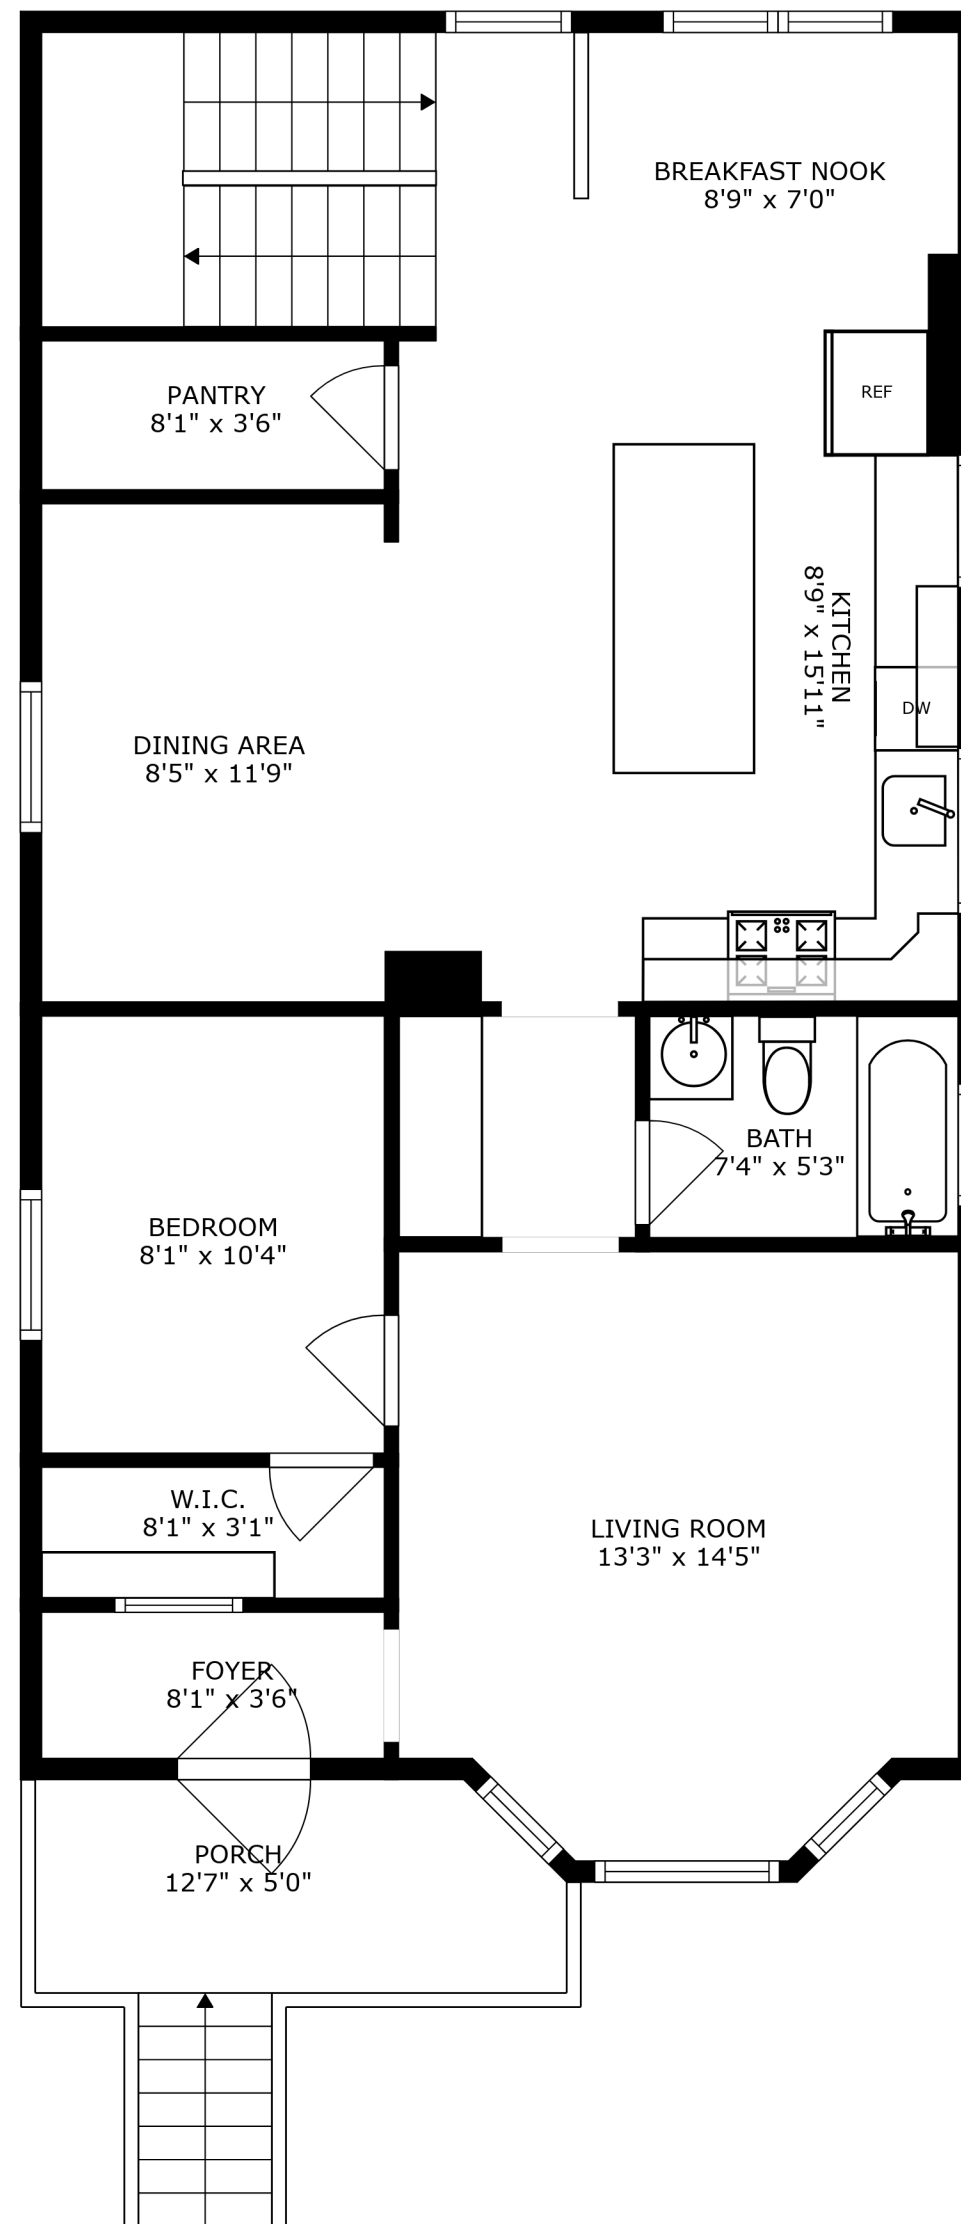 BREAKFAST NOOK
8'9" x 7'0"
PANTRY
8'1" x 3'6"
REF
KITCHEN
8'9" x 15'11"
DW
DINING AREA
8'5" x 11'9"
BATH
7'4" x 5'3"
BEDROOM
8'1" x 10'4"
W.I.C.
8'1" x 3'1"
LIVING ROOM
13'3" x 14'5"
FOYER
8'1" x 3'6"
PORCH
12'7" x 5'0"